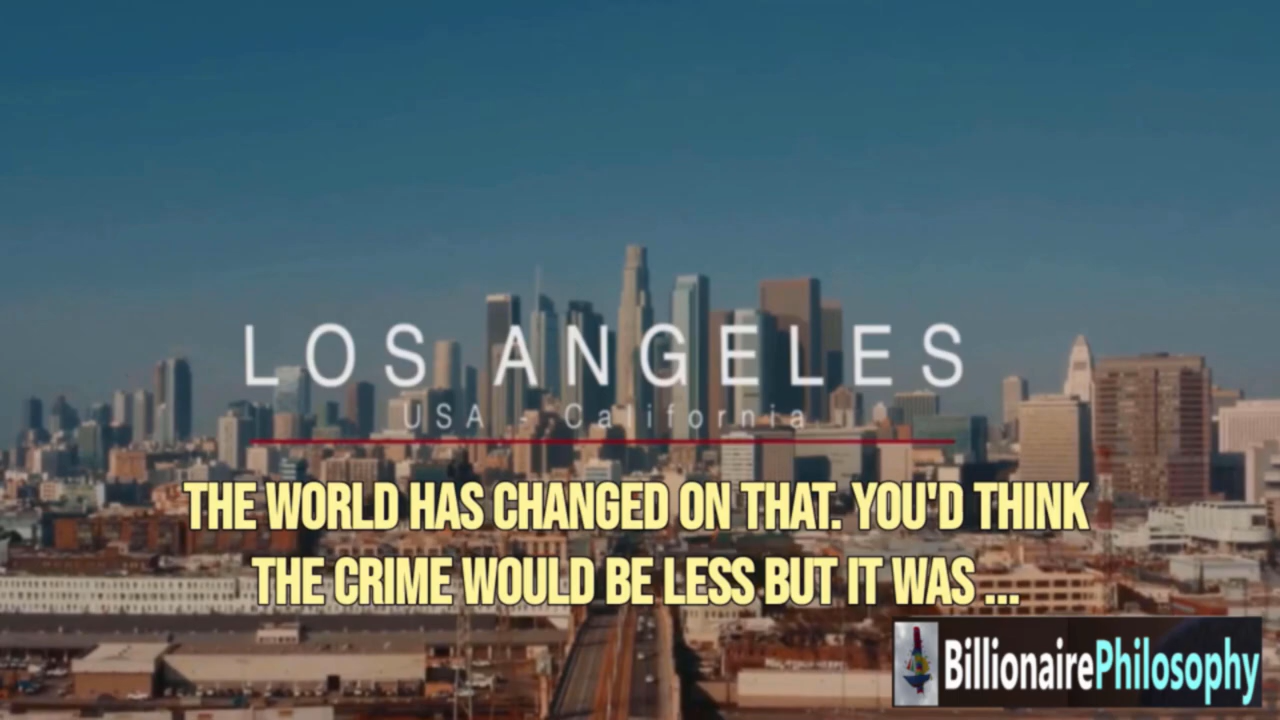 LOS ANGELES
USA - California
THE WORLD HAS CHANGED ON THAT. YOU'D THINK
THE CRIME WOULD BE LESS BUT IT WAS ...
BillionairePhilosophy